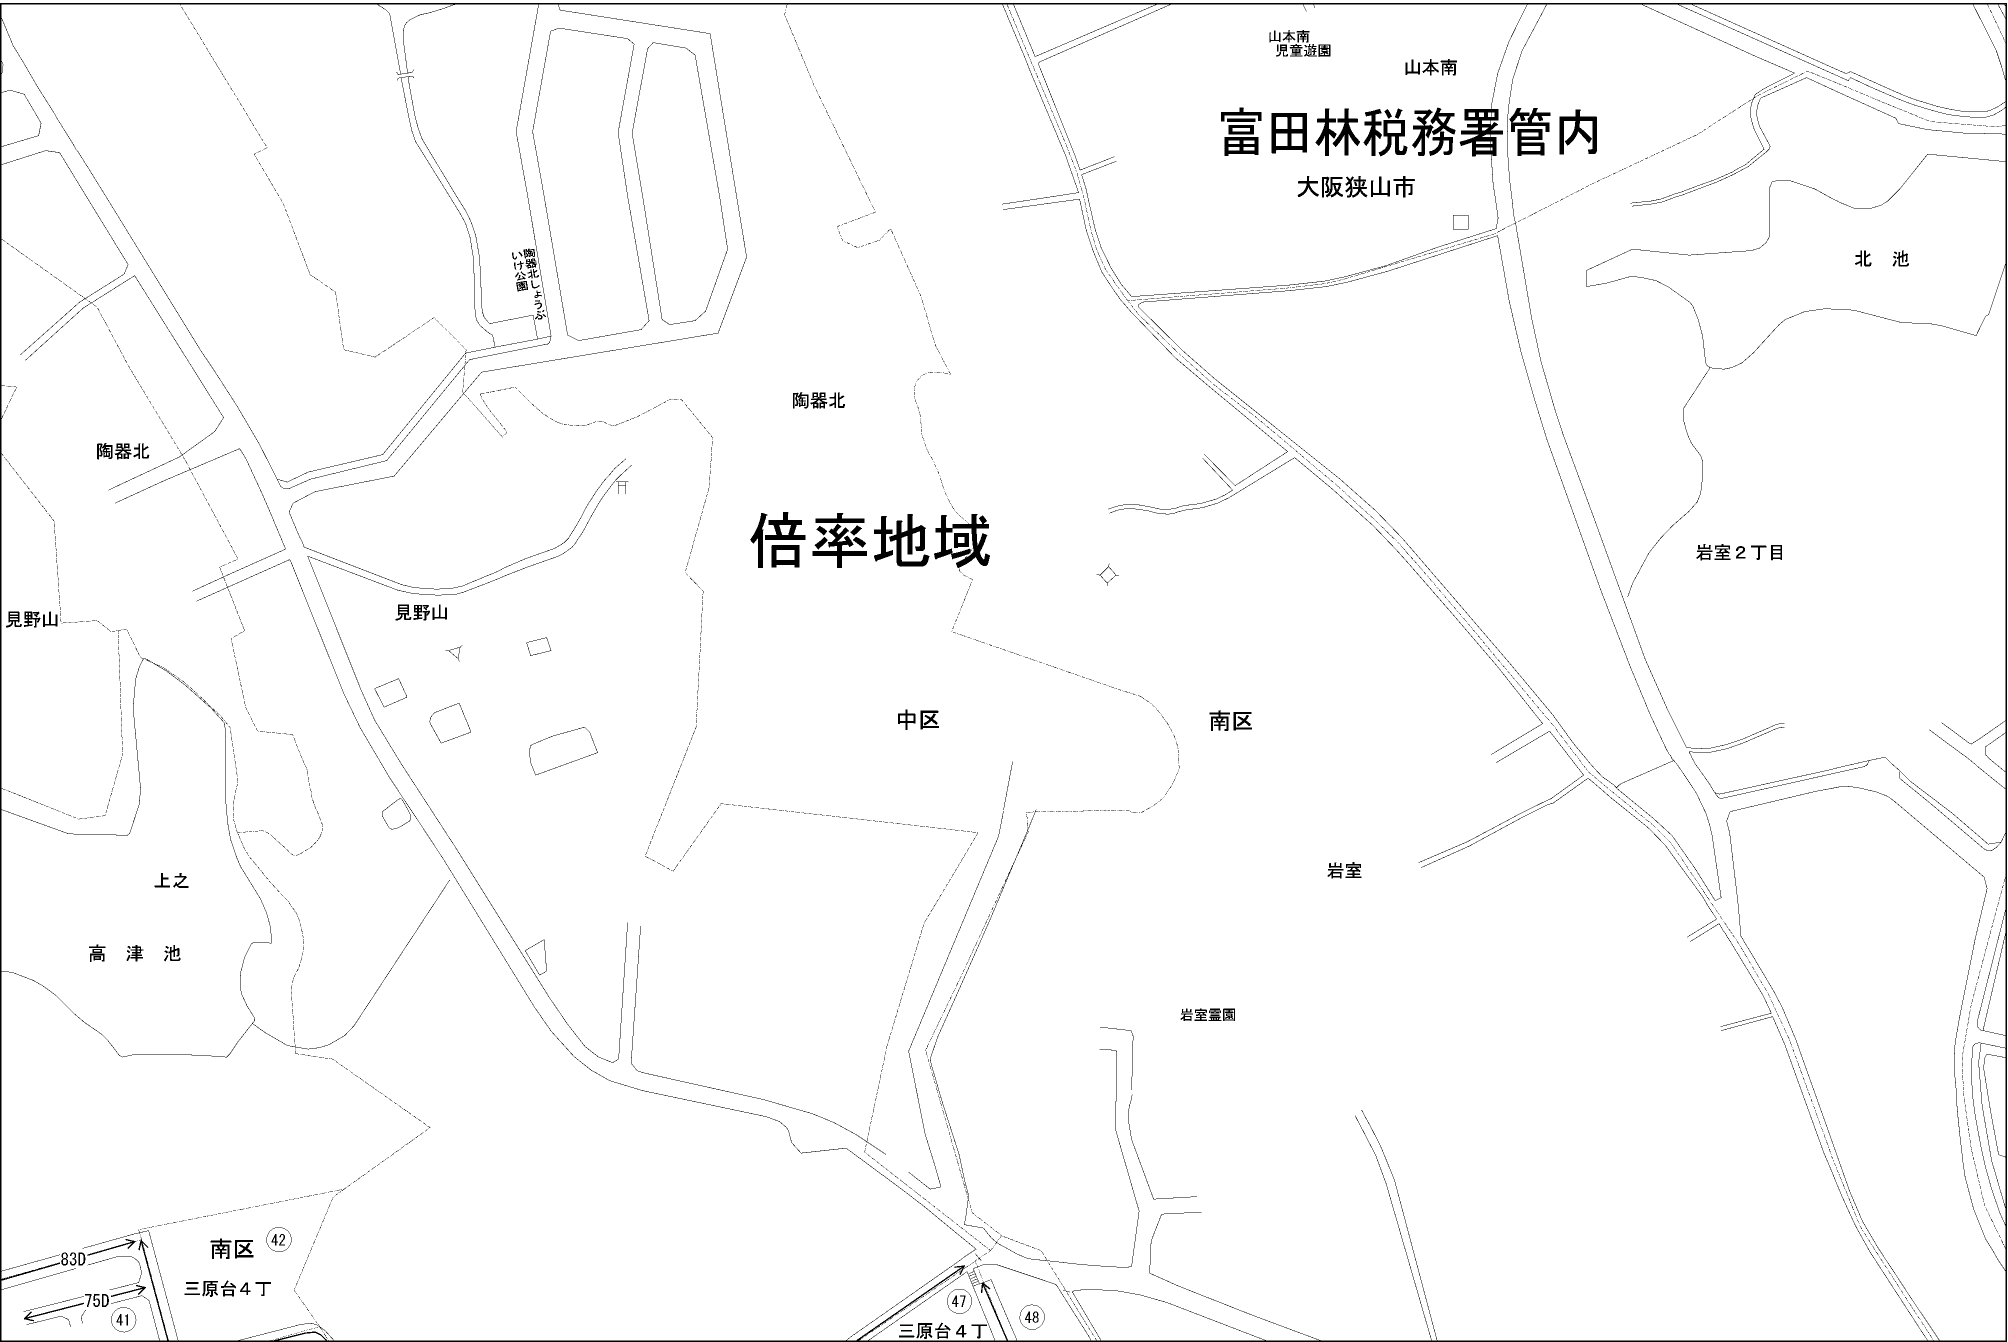 山本南
児童遊園
山本南
富田林税務署管内
大阪狭山市
北　池
陶器北しょうぶ
いけ公園
陶器北
陶器北
倍率地域
岩室２丁目
見野山
見野山
中区
南区
岩室
上之
高　津　池
岩室霊園
南区
42
83D
三原台４丁
75D
41
47
48
三原台４丁